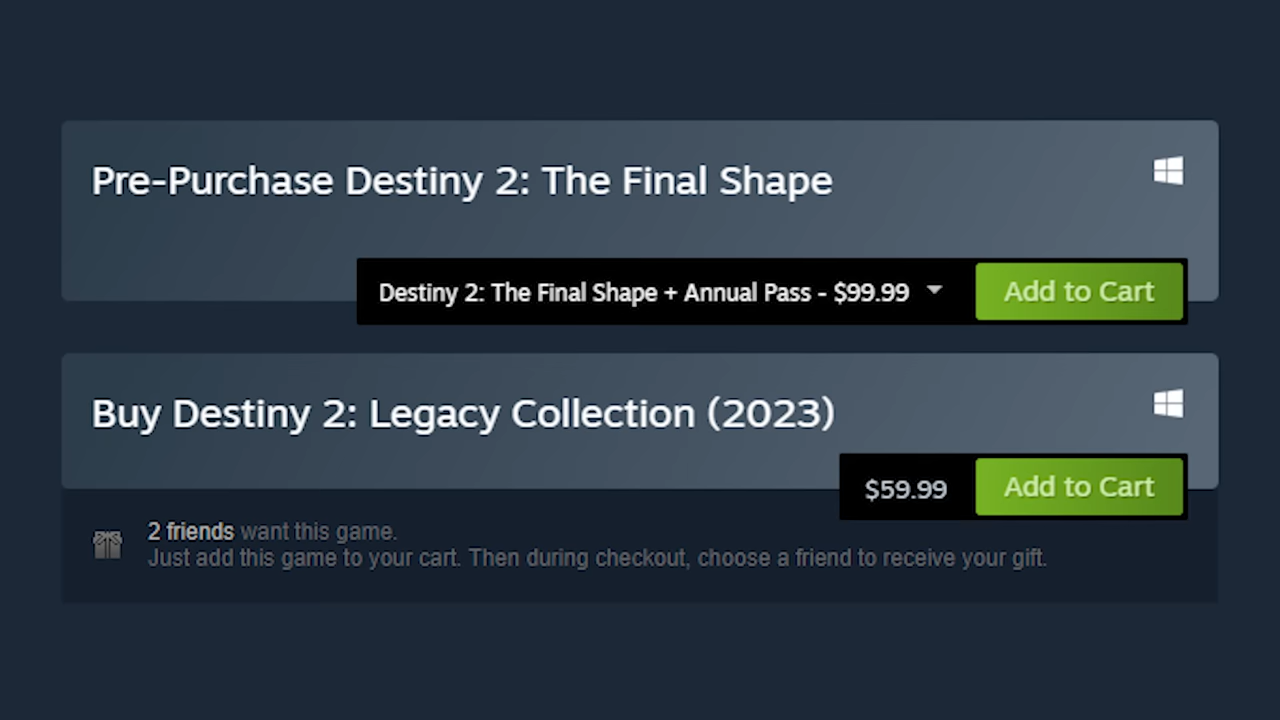 Pre-Purchase Destiny 2: The Final Shape
Destiny 2: The Final Shape + Annual Pass - $99.99
Add to Cart
Buy Destiny 2: Legacy Collection (2023)
$59.99
Add to Cart
2 friends want this game.
Just add this game to your cart. Then during checkout, choose a friend to receive your gift.